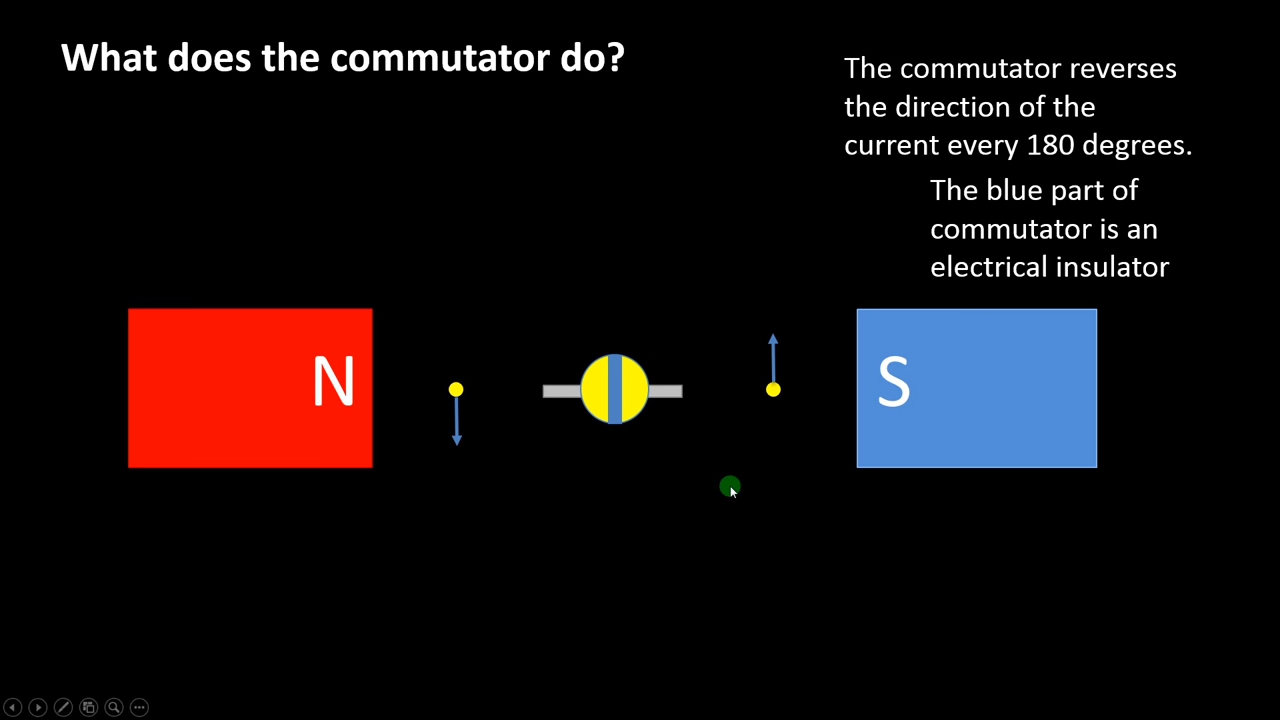 What does the commutator do?
The commutator reverses
the direction of the
current every 180 degrees.
The blue part of
commutator is an
electrical insulator
N
S